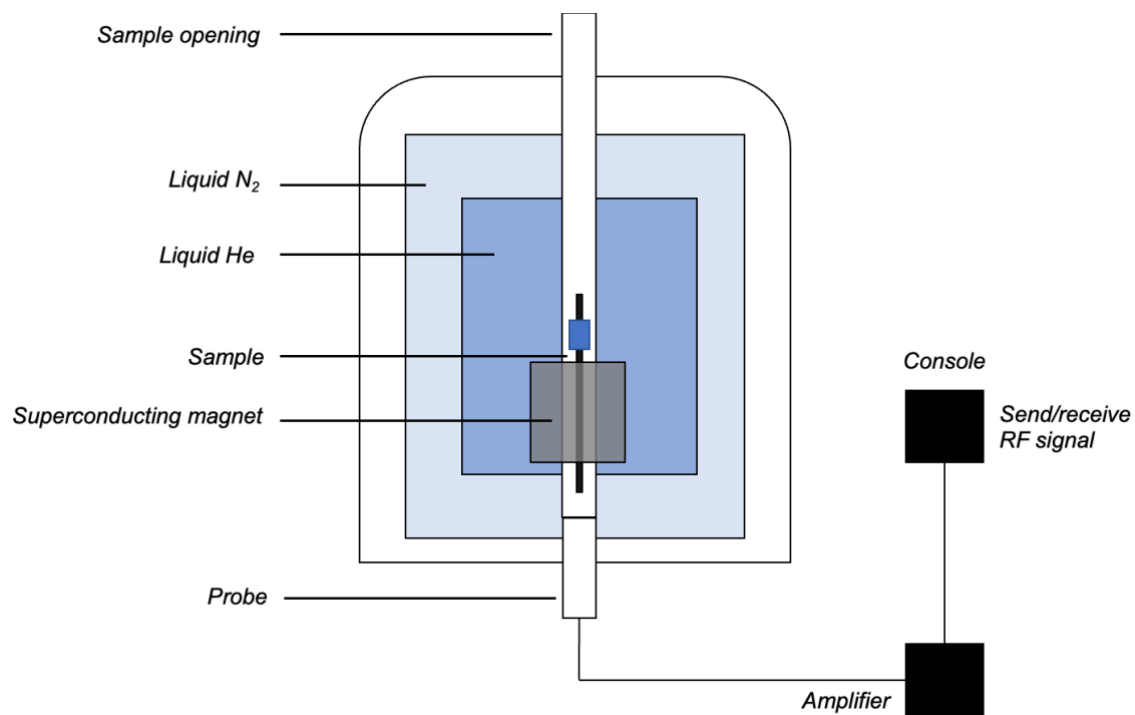 Sample opening
Liquid N₂
Liquid He
Sample
Superconducting magnet
Probe
Console
Send/receive
RF signal
Amplifier